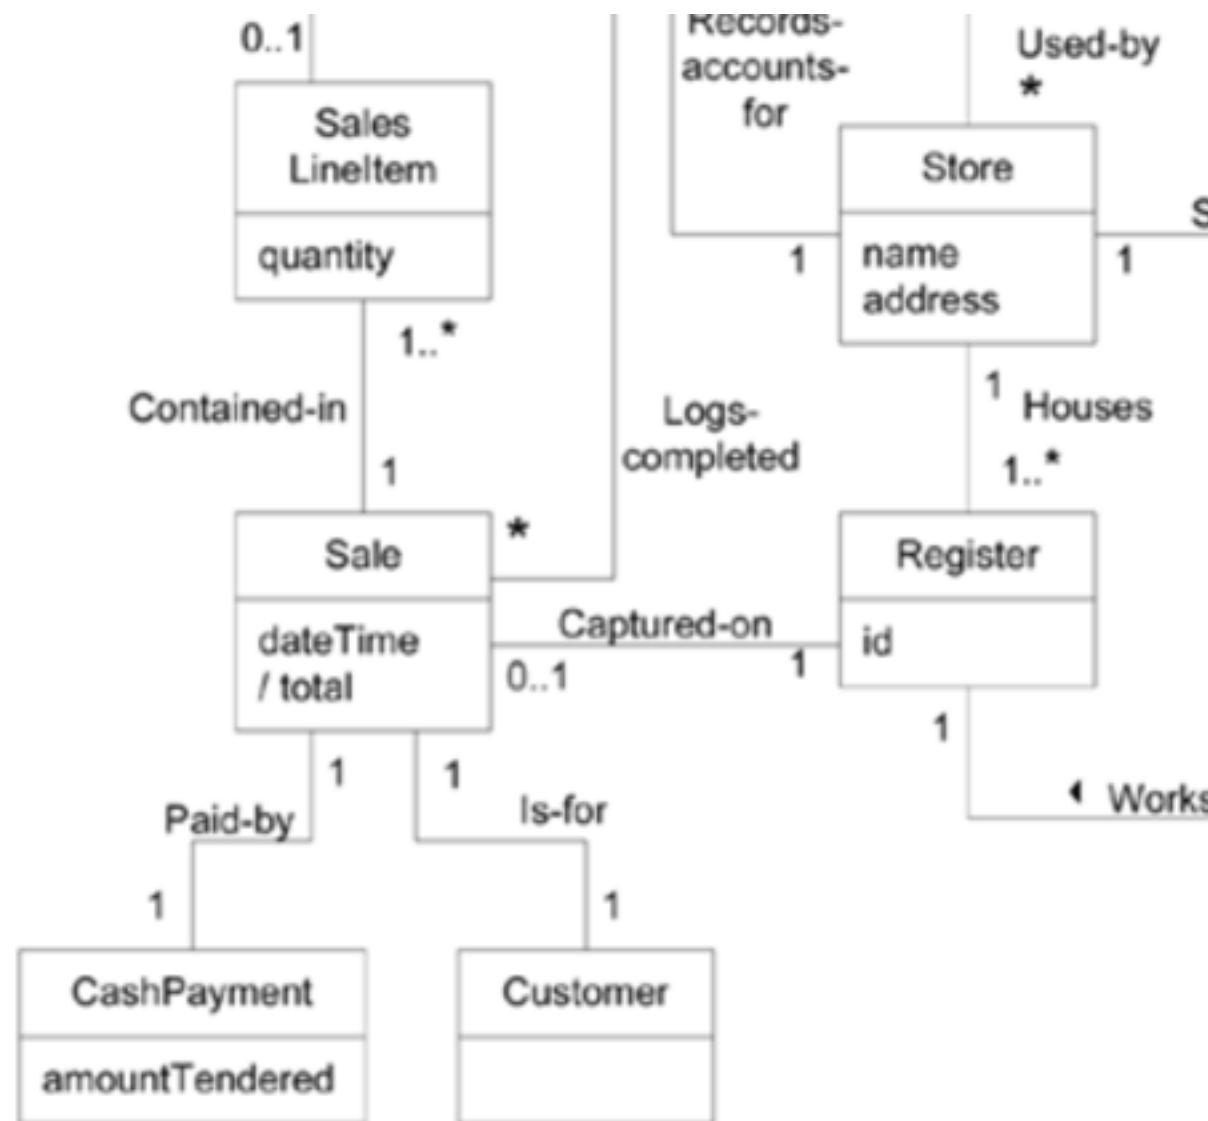 0..1
Records-
accounts-
for
Used-by
*
Sales
LineItem
quantity
Store
name
address
1
1
1..*
Contained-in
1
Logs-
completed
1
Houses
1..*
Sale
dateTime
/ total
*
Captured-on
0..1
1
Register
id
1
1
1
Paid-by
Is-for
Works
1
1
CashPayment
amountTendered
Customer